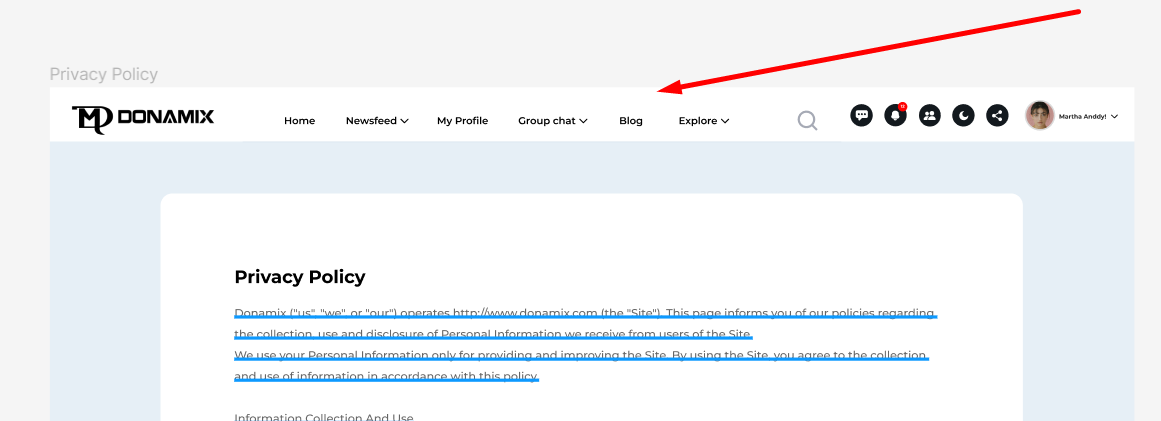 Privacy Policy
DONAMIX
Home Newsfeed My Profile Group chat Blog Explore
Martha Anddy!
Privacy Policy
Donamix ("us", "we", or "our") operates http://www.donamix.com (the "Site"). This page informs you of our policies regarding
the collection, use and disclosure of Personal Information we receive from users of the Site.
We use your Personal Information only for providing and improving the Site. By using the Site, you agree to the collection
and use of information in accordance with this policy.
Information Collection And Use